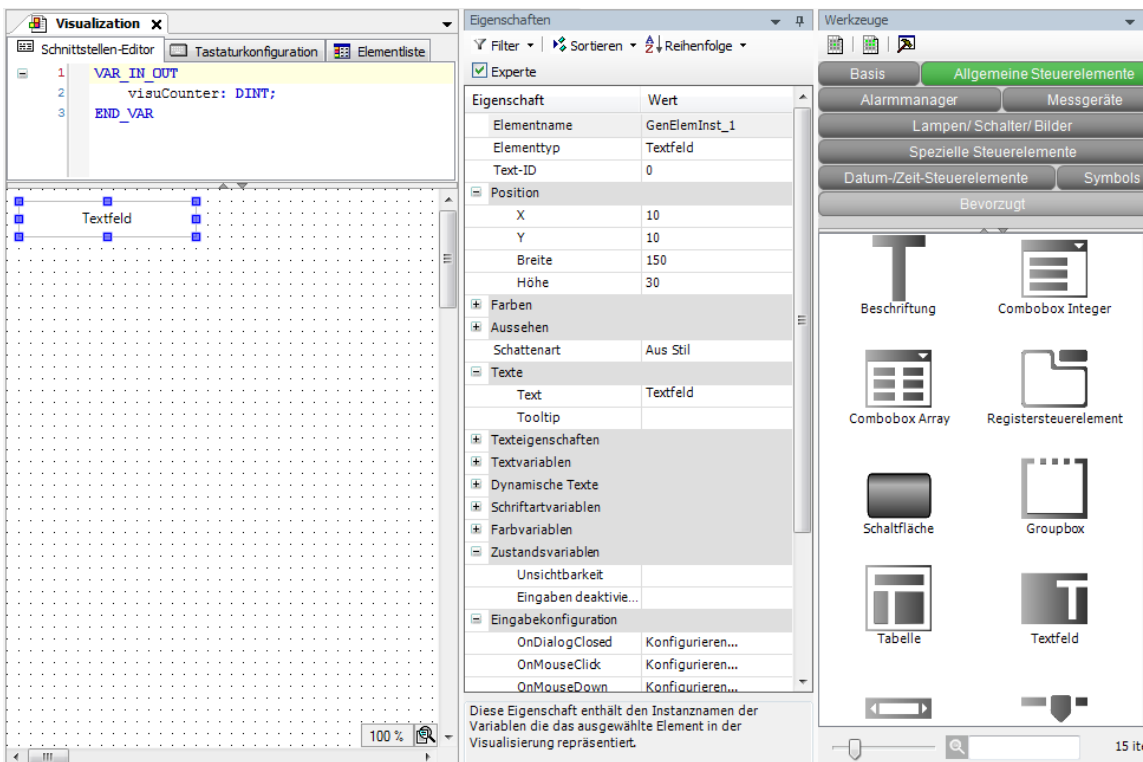 Visualization
Schnittstellen-Editor
Tastaturkonfiguration
Elementliste
1 VAR_IN_OUT
2 visuCounter: DINT;
3 END_VAR
Textfeld
100 %
Eigenschaften
Filter
Sortieren
Reihenfolge
Experte
Eigenschaft Wert
Elementname GenElemInst_1
Elementtyp Textfeld
Text-ID 0
Position
X 10
Y 10
Breite 150
Höhe 30
Farben
Aussehen
Schattenart Aus Stil
Texte
Text Textfeld
Tooltip
Texteigenschaften
Textvariablen
Dynamische Texte
Schriftartvariablen
Farbvariablen
Zustandsvariablen
Unsichtbarkeit
Eingaben deaktivie...
Eingabekonfiguration
OnDialogClosed Konfigurieren...
OnMouseClick Konfigurieren...
OnMouseDown Konfigurieren...
Diese Eigenschaft enthält den Instanznamen der
Variablen die das ausgewählte Element in der
Visualisierung repräsentiert.
Werkzeuge
Basis Allgemeine Steuerelemente
Alarmmanager Messgeräte
Lampen/ Schalter/ Bilder
Spezielle Steuerelemente
Datum-/Zeit-Steuerelemente Symbols
Bevorzugt
Beschriftung Combobox Integer
Combobox Array Registersteuerelement
Schaltfläche Groupbox
Tabelle Textfeld
15 ite